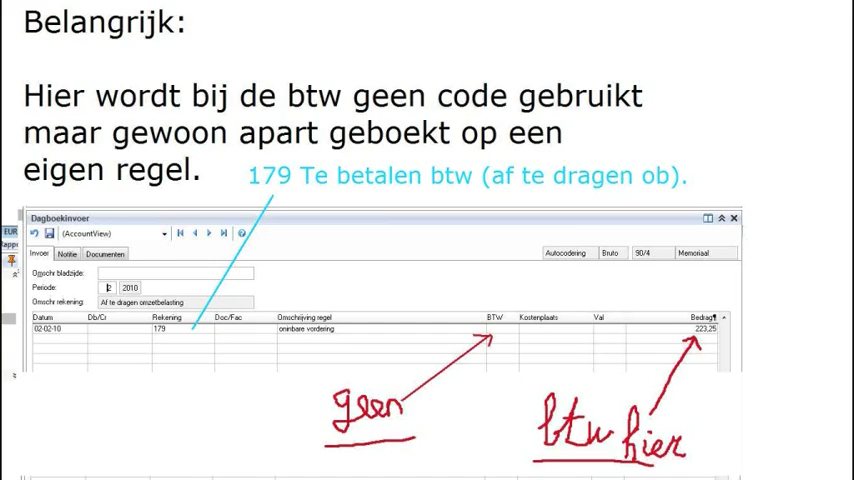 Belangrijk:
Hier wordt bij de btw geen code gebruikt
maar gewoon apart geboekt op een
eigen regel.
179 Te betalen btw (af te dragen ob).
Dagboekinvoer
EUR
(AccountView)
Rappo
Invoer Notitie Documenten
Autocodering Bruto 90/4 Memoriaal
Omschr bladzijde:
Periode: 2 2010
Omschr rekening: Af te dragen omzetbelasting
Datum Db/Cr Rekening Doc/Fac Omschrijving regel BTW Kostenplaats Val Bedrag¶
02-02-10 179 oninbare vordering 223,25
geen
btw hier